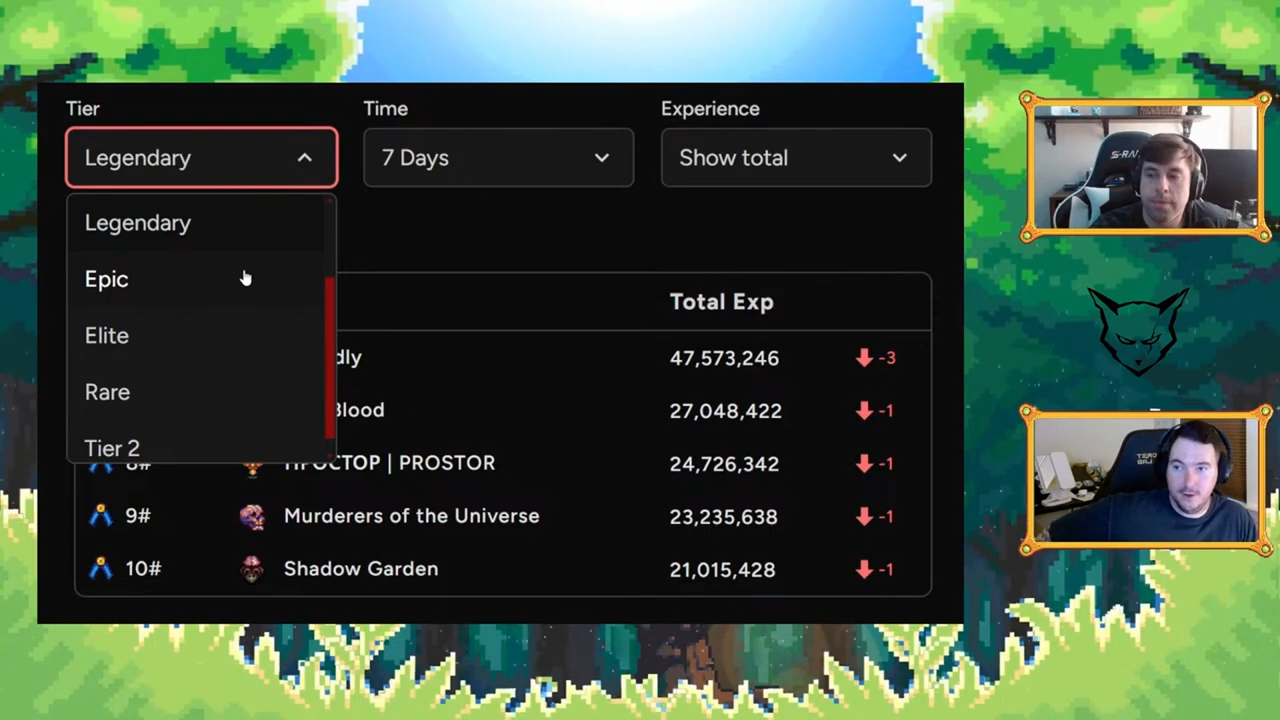 Tier
Time
Experience
Legendary
7 Days
Show total
Legendary
Epic
Elite
Rare
Tier 2
Total Exp
dly
47,573,246
-3
Blood
27,048,422
-1
8#
ПРОСТОР | PROSTOR
24,726,342
-1
9#
Murderers of the Universe
23,235,638
-1
10#
Shadow Garden
21,015,428
-1